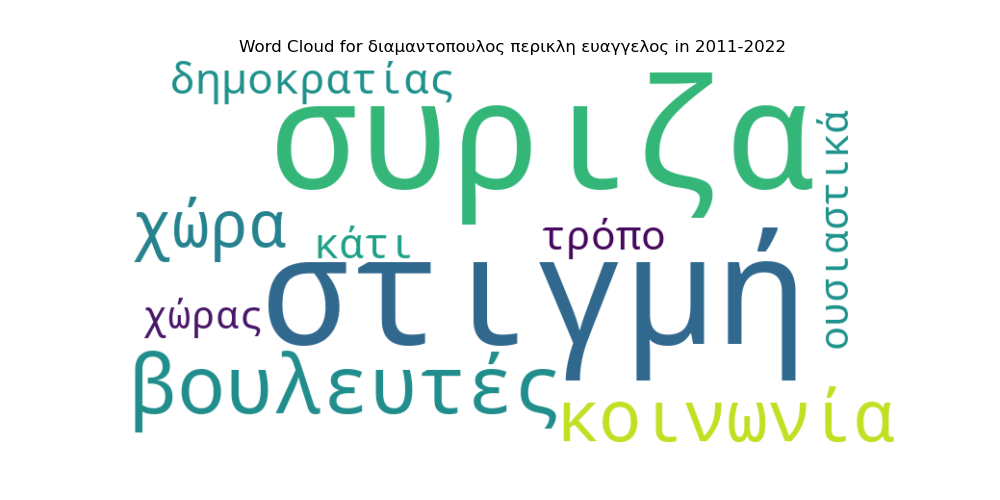 Word Cloud for διαμαντοπουλος περικλη ευαγγελος in 2011-2022
δημοκρατίας
συριζα
ουσιαστικά
χώρα
κάτι
τρόπο
στιγμή
χώρας
βουλευτές
κοινωνία